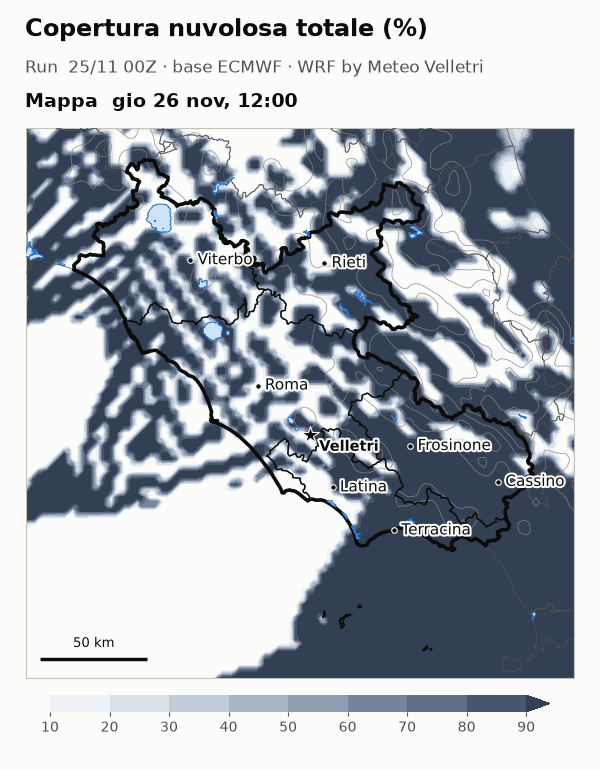 Copertura nuvolosa totale (%)
Run  25/11 00Z · base ECMWF · WRF by Meteo Velletri
Mappa  gio 26 nov, 12:00
Viterbo
Rieti
Roma
Velletri
Frosinone
Latina
Cassino
Terracina
50 km
10 20 30 40 50 60 70 80 90